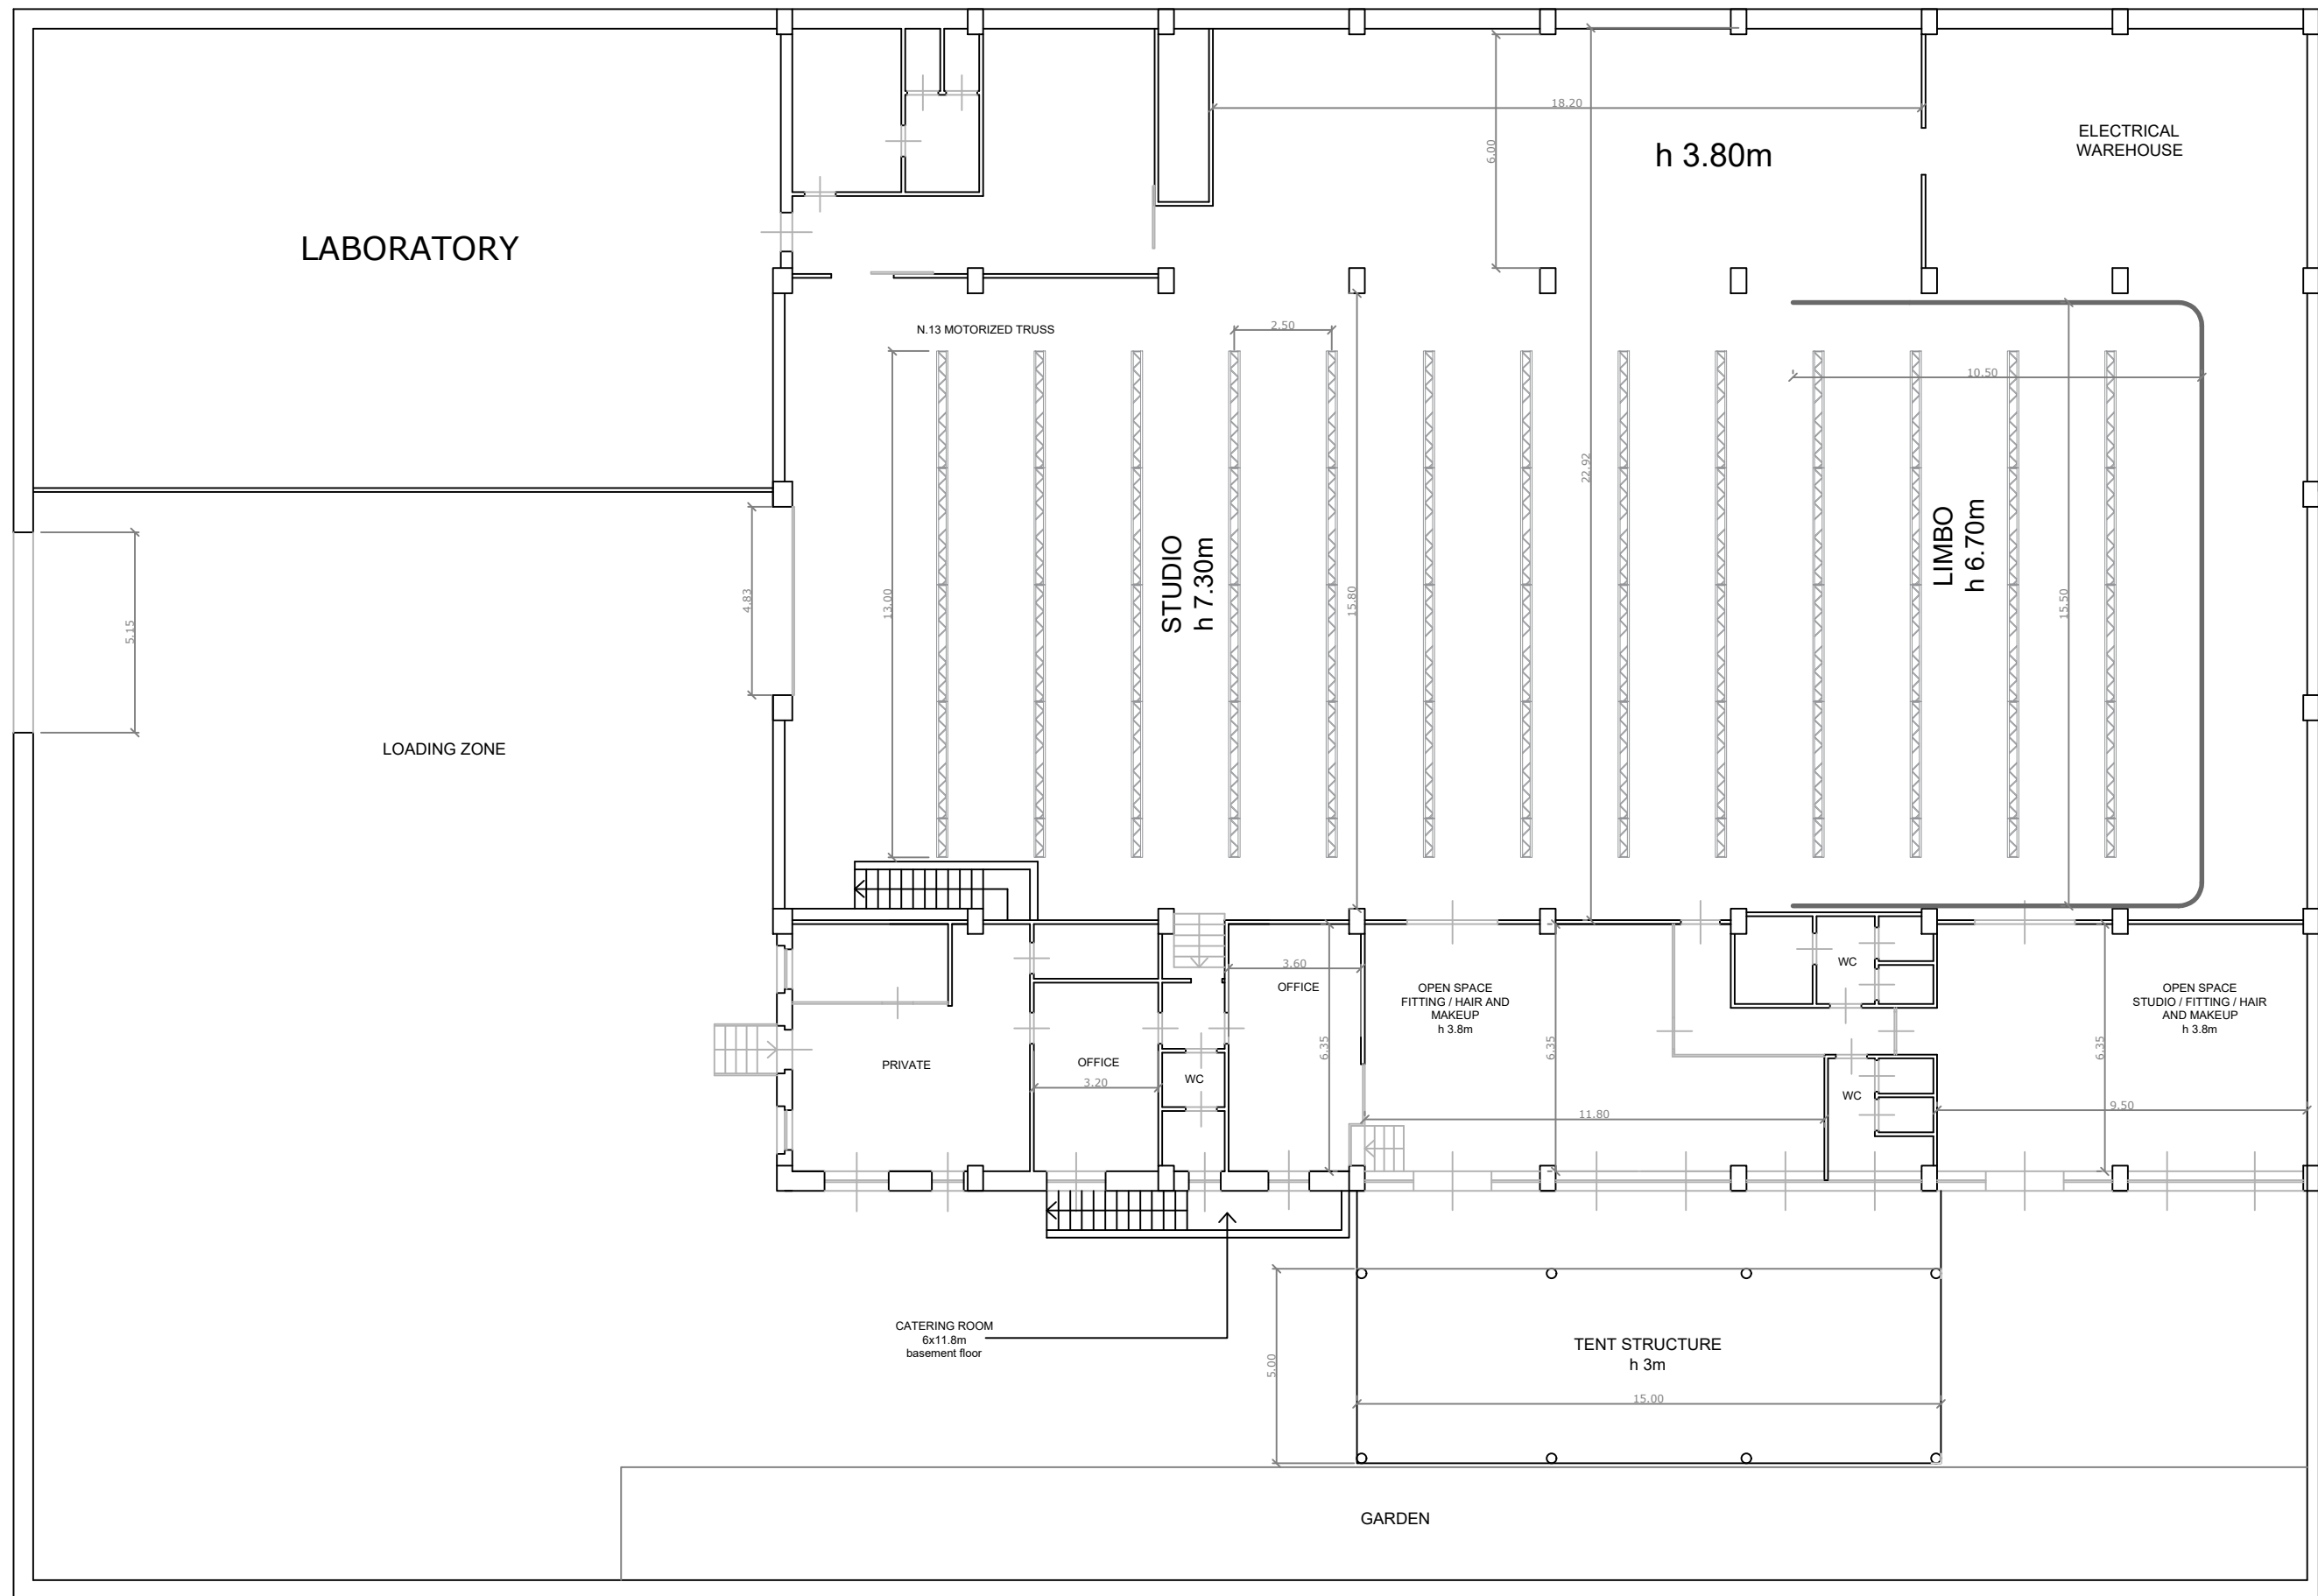 18.20
6.00
h 3.80m
ELECTRICAL
WAREHOUSE
LABORATORY
N.13 MOTORIZED TRUSS
2.50
10.50
22.92
STUDIO
h 7.30m
LIMBO
h 6.70m
4.83
13.00
15.80
15.50
5.15
LOADING ZONE
3.60
OFFICE
OPEN SPACE
FITTING / HAIR AND
MAKEUP
h 3.8m
WC
OPEN SPACE
STUDIO / FITTING / HAIR
AND MAKEUP
h 3.8m
PRIVATE
OFFICE
3.20
WC
6.35
6.35
6.35
WC
11.80
9.50
CATERING ROOM
6x11.8m
basement floor
TENT STRUCTURE
h 3m
5.00
15.00
GARDEN